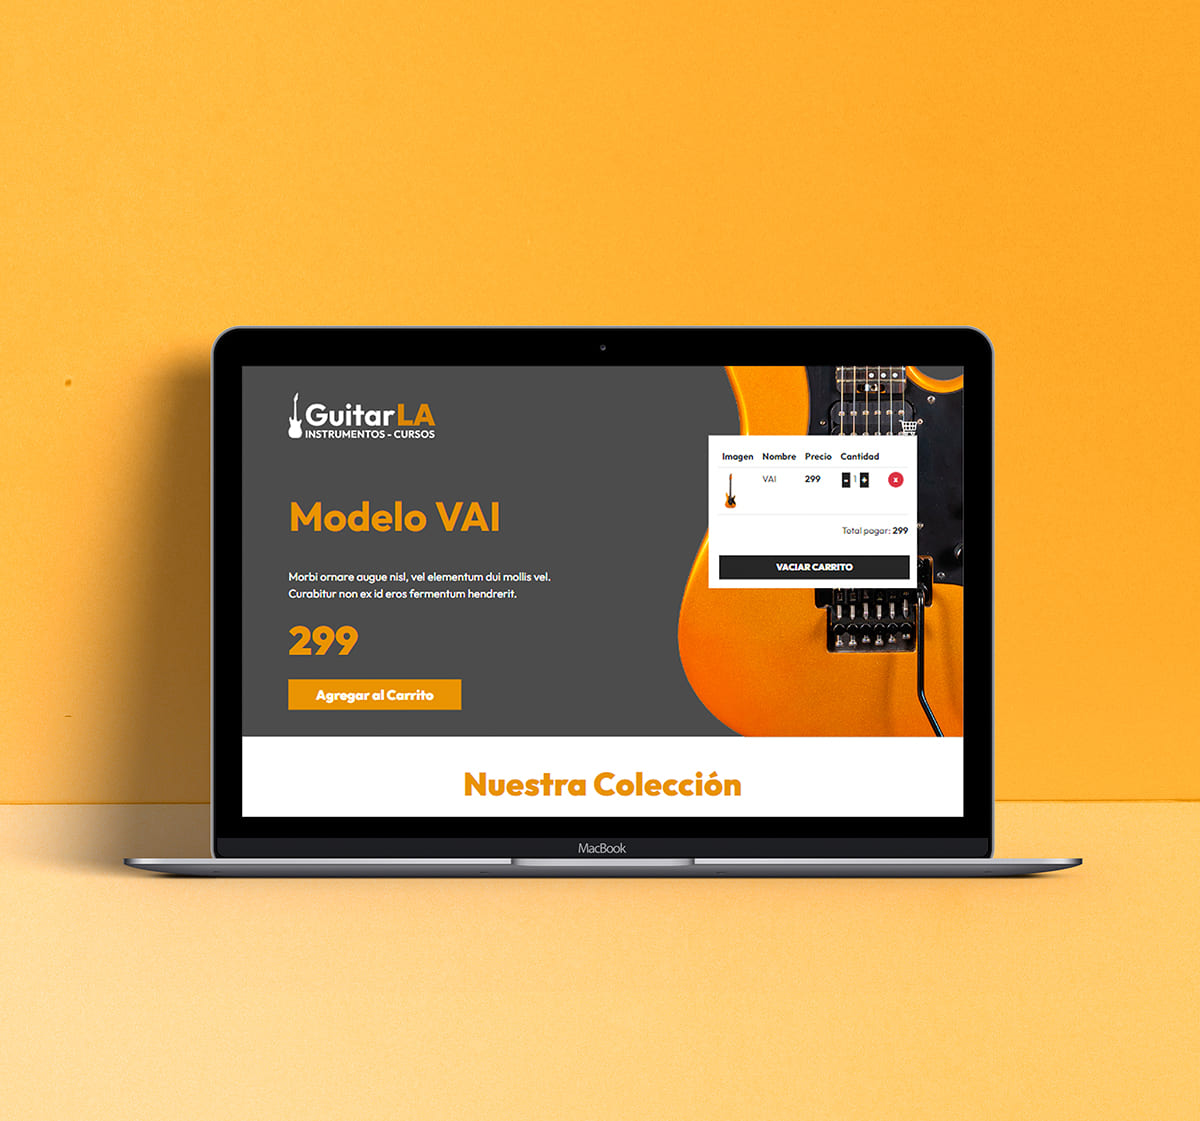 GuitarLA
INSTRUMENTOS - CURSOS
Modelo VAI
Morbi ornare augue nisl, vel elementum dui mollis vel.
Curabitur non ex id eros fermentum hendrerit.
299
Agregar al Carrito
Imagen Nombre Precio Cantidad
VAI 299 - 1 + x
Total pagar: 299
VACIAR CARRITO
Nuestra Colección
MacBook